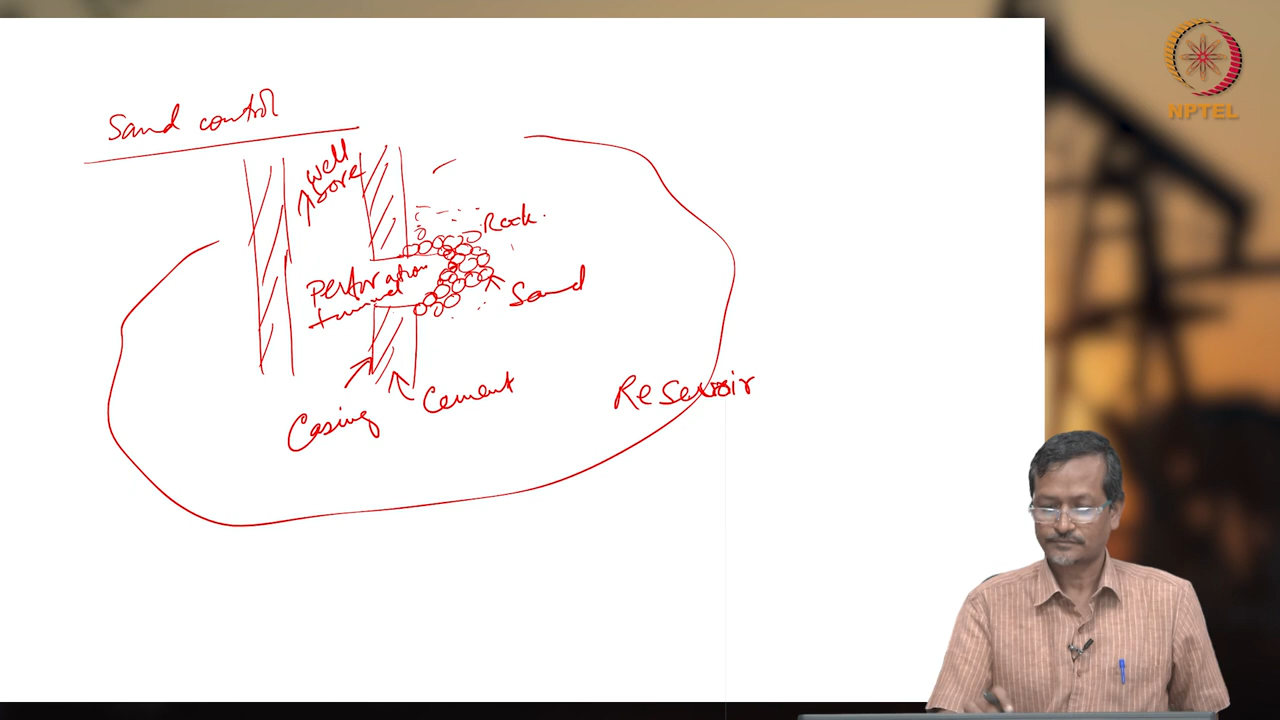 Sand control
well
bore
Rock.
Perforation
tunnel
Sand
Casing
Cement
Reservoir
NPTEL